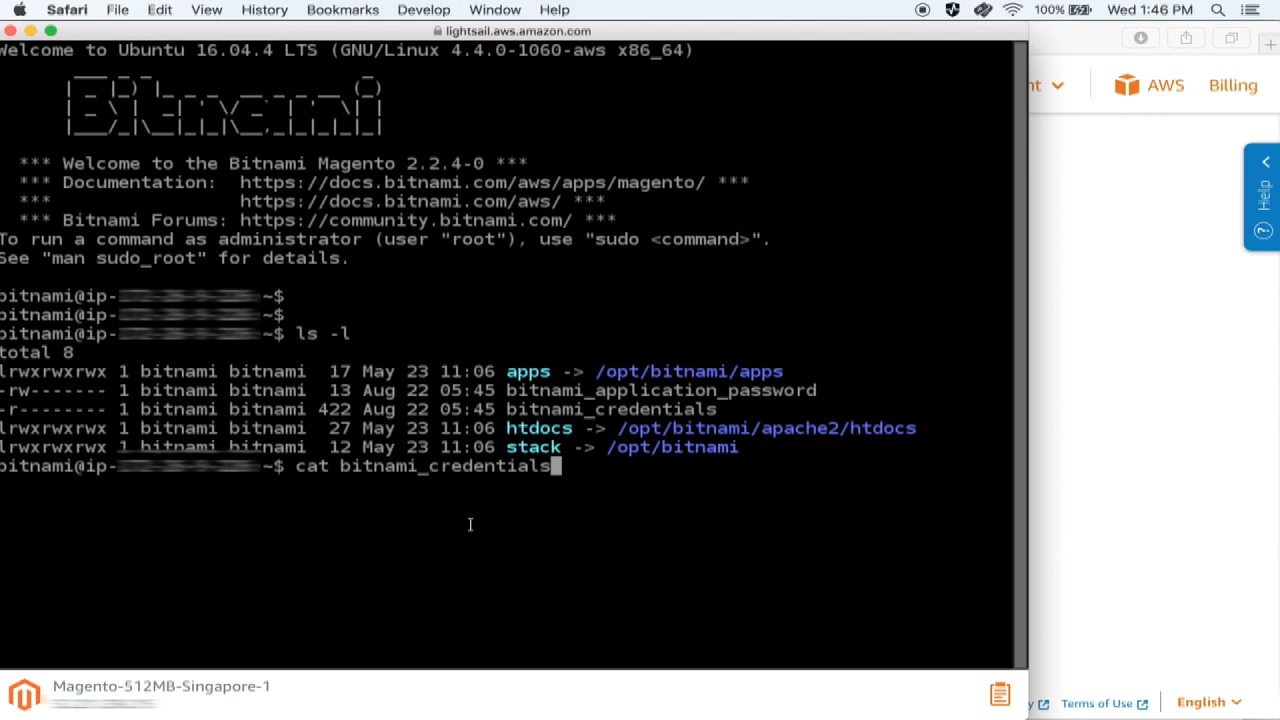 Safari File Edit View History Bookmarks Develop Window Help 100% Wed 1:46 PM
lightsail.aws.amazon.com
Welcome to Ubuntu 16.04.4 LTS (GNU/Linux 4.4.0-1060-aws x86_64)
Bitnami
*** Welcome to the Bitnami Magento 2.2.4-0 ***
*** Documentation: https://docs.bitnami.com/aws/apps/magento/ ***
*** https://docs.bitnami.com/aws/ ***
*** Bitnami Forums: https://community.bitnami.com/ ***
To run a command as administrator (user "root"), use "sudo <command>".
See "man sudo_root" for details.
bitnami@ip- ~$
bitnami@ip- ~$
bitnami@ip- ~$ ls -l
total 8
lrwxrwxrwx 1 bitnami bitnami 17 May 23 11:06 apps -> /opt/bitnami/apps
-rw------- 1 bitnami bitnami 13 Aug 22 05:45 bitnami_application_password
-r-------- 1 bitnami bitnami 422 Aug 22 05:45 bitnami_credentials
lrwxrwxrwx 1 bitnami bitnami 27 May 23 11:06 htdocs -> /opt/bitnami/apache2/htdocs
lrwxrwxrwx 1 bitnami bitnami 12 May 23 11:06 stack -> /opt/bitnami
bitnami@ip- ~$ cat bitnami_credentials
Magento-512MB-Singapore-1
nt AWS Billing
Help
?
y Terms of Use English